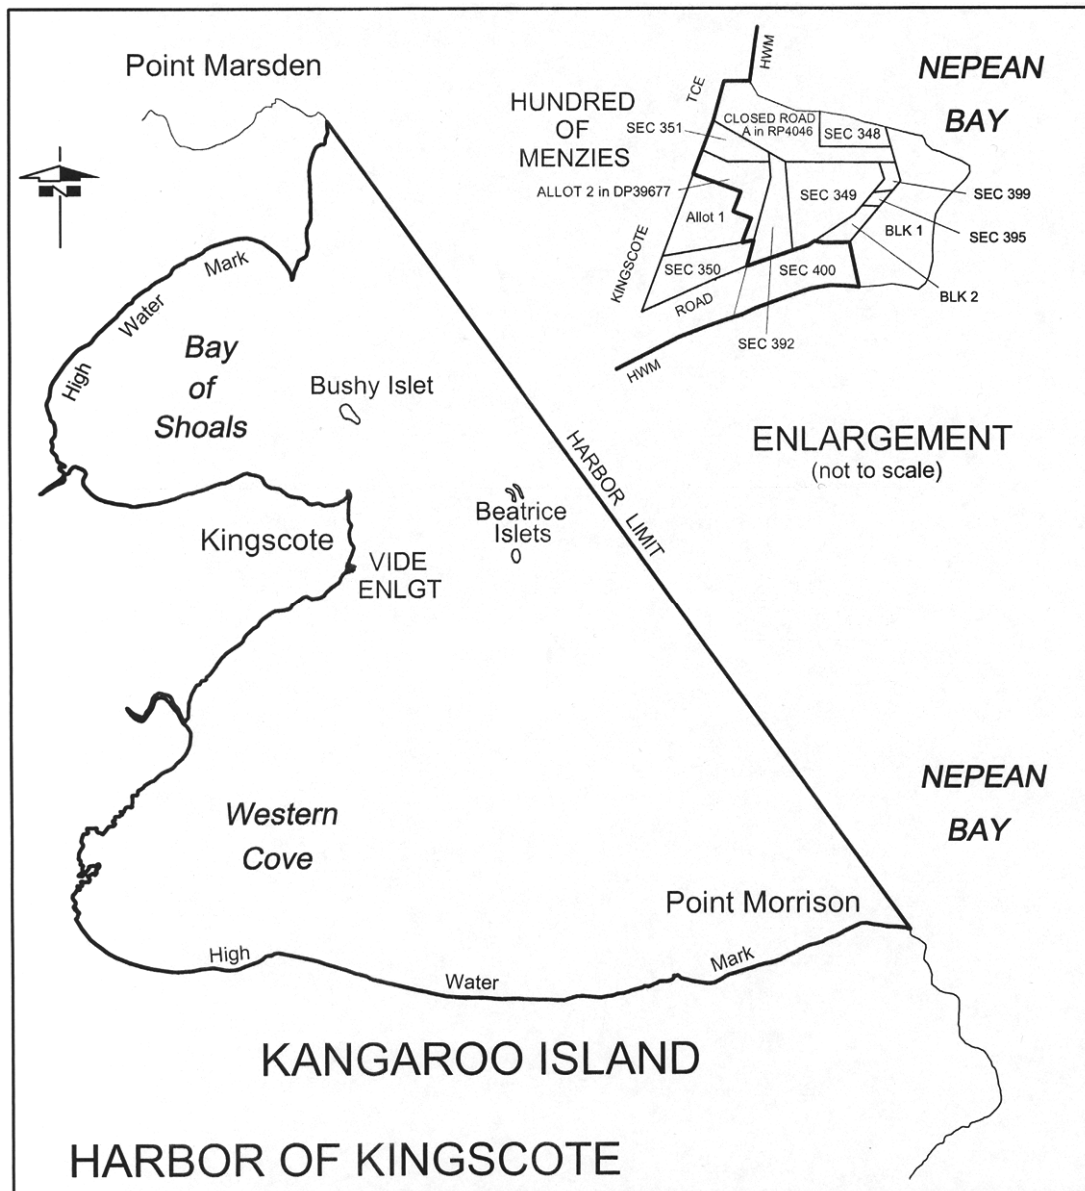 Point Marsden
HUNDRED
OF
MENZIES
HWM
TCE
NEPEAN
BAY
SEC 351
CLOSED ROAD
A in RP4046
SEC 348
ALLOT 2 in DP39677
SEC 349
SEC 399
Allot 1
BLK 1
SEC 395
KINGSCOTE
SEC 350
SEC 400
ROAD
BLK 2
SEC 392
HWM
ENLARGEMENT
(not to scale)
High Water Mark
Bay
of
Shoals
Bushy Islet
HARBOR LIMIT
Beatrice
Islets
Kingscote
VIDE
ENLGT
NEPEAN
BAY
Western
Cove
Point Morrison
High Water Mark
KANGAROO ISLAND
HARBOR OF KINGSCOTE